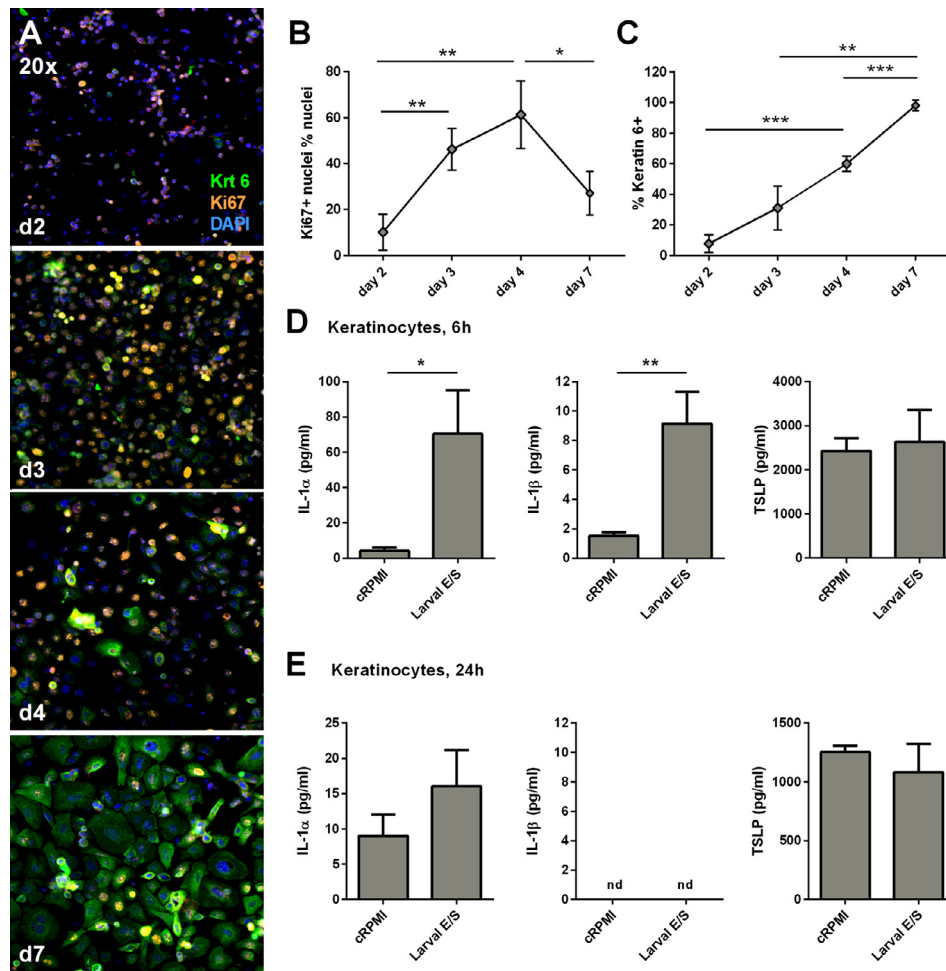 A
20x
Krt 6
Ki67
DAPI
d2
d3
d4
d7
B
** *
**
Ki67+ nuclei % nuclei
80
60
40
20
0
day 2 day 3 day 4 day 7
C
**
***
***
% Keratin 6+
120
100
80
60
40
20
0
day 2 day 3 day 4 day 7
D Keratinocytes, 6h
*
IL-1α (pg/ml)
100
80
60
40
20
0
cRPMI Larval E/S
**
IL-1β (pg/ml)
12
10
8
6
4
2
0
cRPMI Larval E/S
TSLP (pg/ml)
4000
3000
2000
1000
0
cRPMI Larval E/S
E Keratinocytes, 24h
IL-1α (pg/ml)
25
20
15
10
5
0
cRPMI Larval E/S
IL-1β (pg/ml)
12
10
8
6
4
2
0
nd nd
cRPMI Larval E/S
TSLP (pg/ml)
1500
1000
500
0
cRPMI Larval E/S